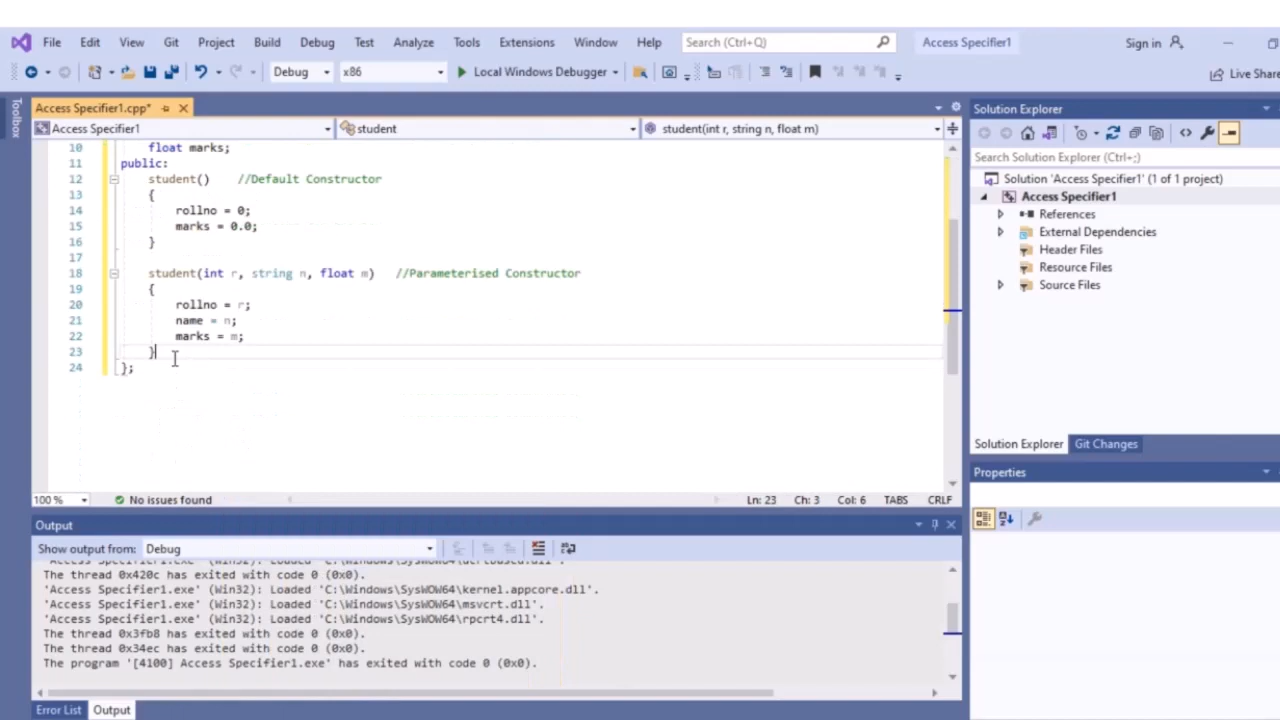 File Edit View Git Project Build Debug Test Analyze Tools Extensions Window Help Search (Ctrl+Q) Access Specifier1 Sign in
Debug x86 Local Windows Debugger Live Share
Toolbox
Access Specifier1.cpp*
Access Specifier1 student student(int r, string n, float m)
10 float marks;
11 public:
12 student() //Default Constructor
13 {
14 rollno = 0;
15 marks = 0.0;
16 }
17
18 student(int r, string n, float m) //Parameterised Constructor
19 {
20 rollno = r;
21 name = n;
22 marks = m;
23 }
24 };
100 % No issues found Ln: 23 Ch: 3 Col: 6 TABS CRLF
Output
Show output from: Debug
The thread 0x420c has exited with code 0 (0x0).
'Access Specifier1.exe' (Win32): Loaded 'C:\Windows\SysWOW64\kernel.appcore.dll'.
'Access Specifier1.exe' (Win32): Loaded 'C:\Windows\SysWOW64\msvcrt.dll'.
'Access Specifier1.exe' (Win32): Loaded 'C:\Windows\SysWOW64\rpcrt4.dll'.
The thread 0x3fb8 has exited with code 0 (0x0).
The thread 0x34ec has exited with code 0 (0x0).
The program '[4100] Access Specifier1.exe' has exited with code 0 (0x0).
Error List Output
Solution Explorer
Search Solution Explorer (Ctrl+;)
Solution 'Access Specifier1' (1 of 1 project)
Access Specifier1
References
External Dependencies
Header Files
Resource Files
Source Files
Solution Explorer Git Changes
Properties